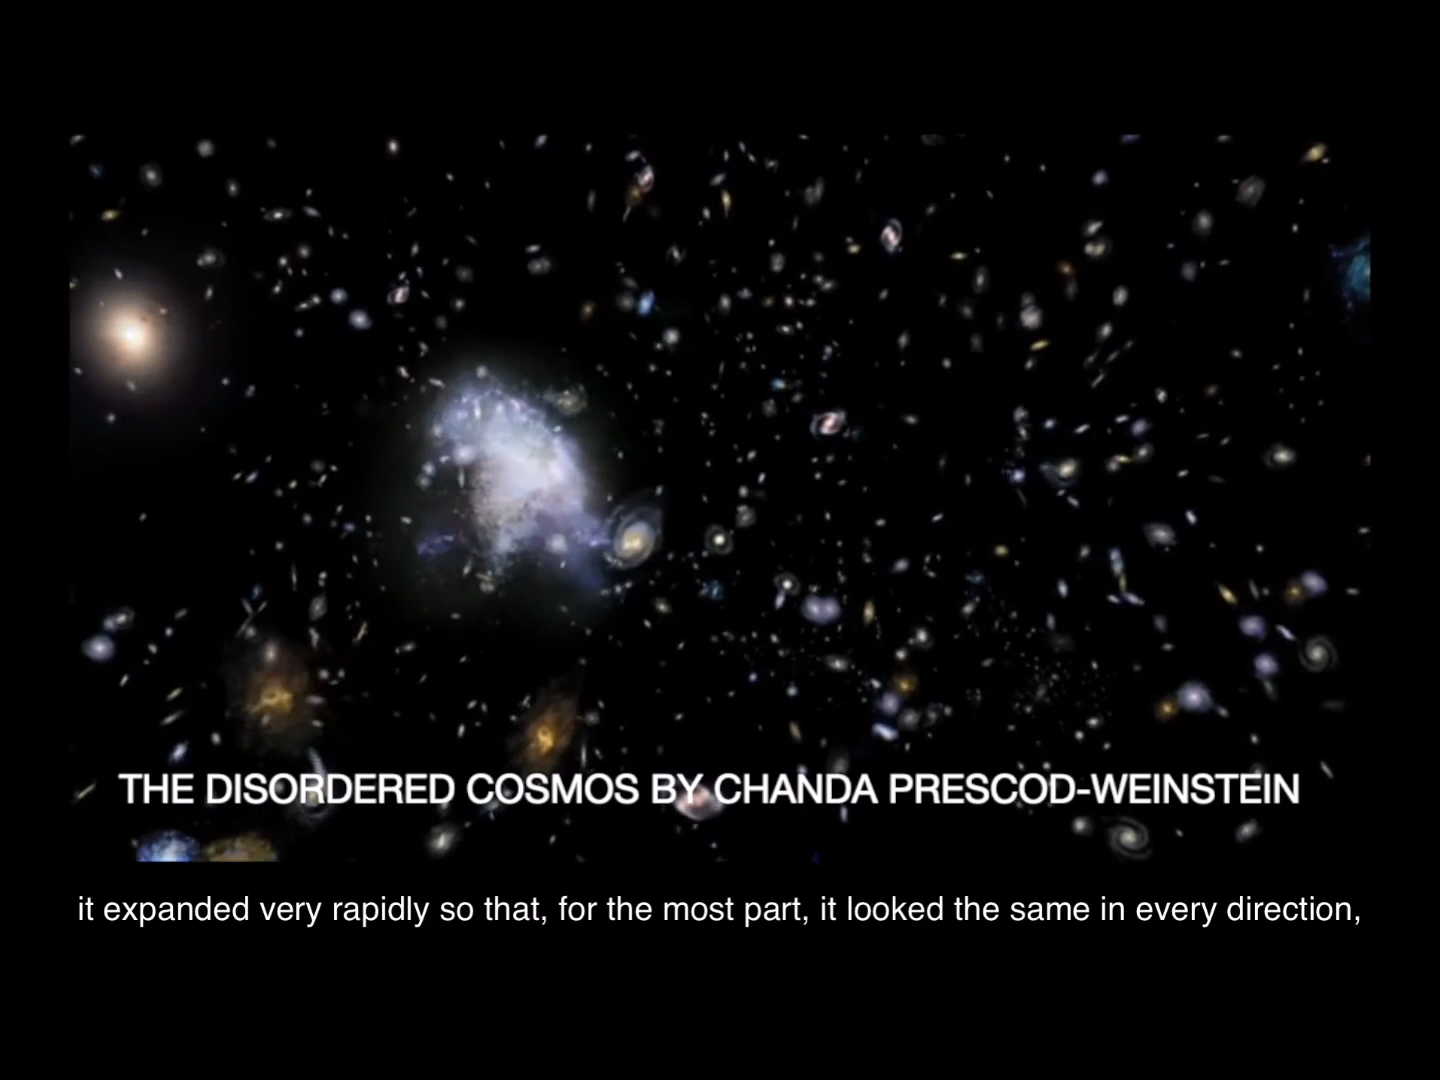 THE DISORDERED COSMOS BY CHANDA PRESCOD-WEINSTEIN
it expanded very rapidly so that, for the most part, it looked the same in every direction,